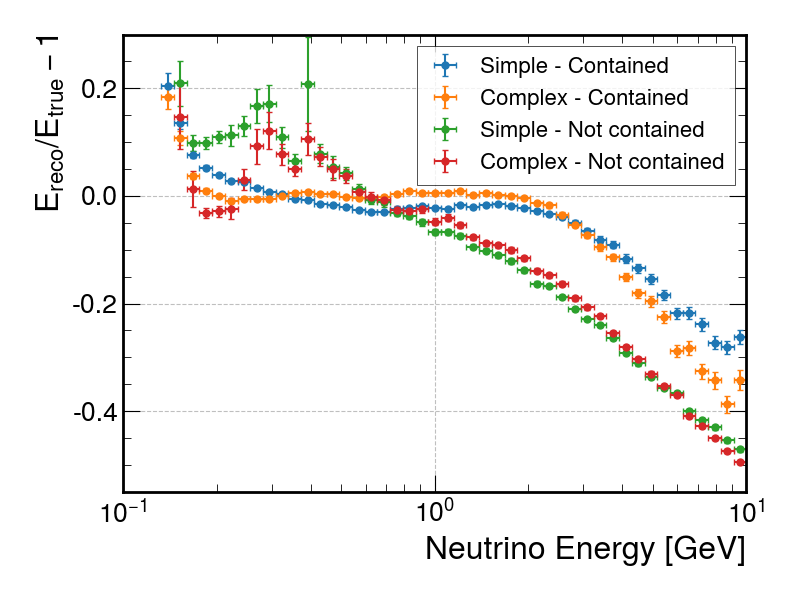 E_reco/E_true − 1
0.2
0.0
-0.2
-0.4
Simple - Contained
Complex - Contained
Simple - Not contained
Complex - Not contained
10⁻¹ 10⁰ 10¹
Neutrino Energy [GeV]